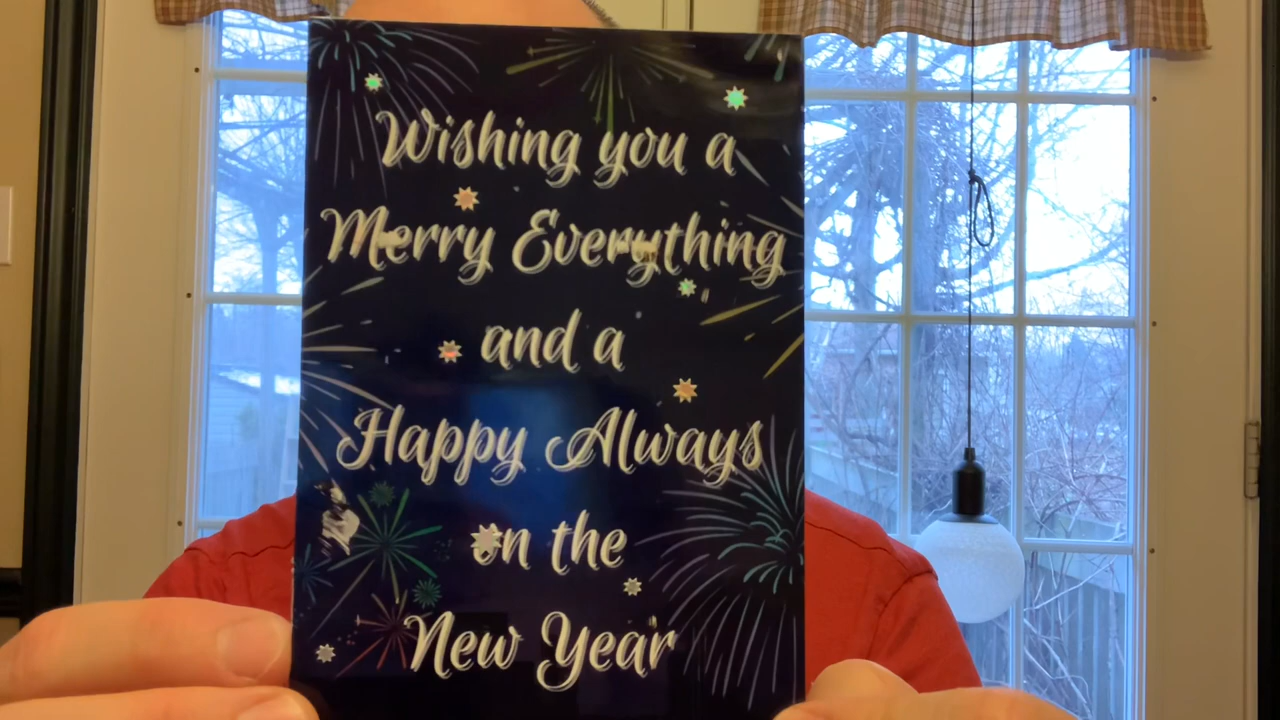 Wishing you a
Merry Everything
and a
Happy Always
on the
New Year